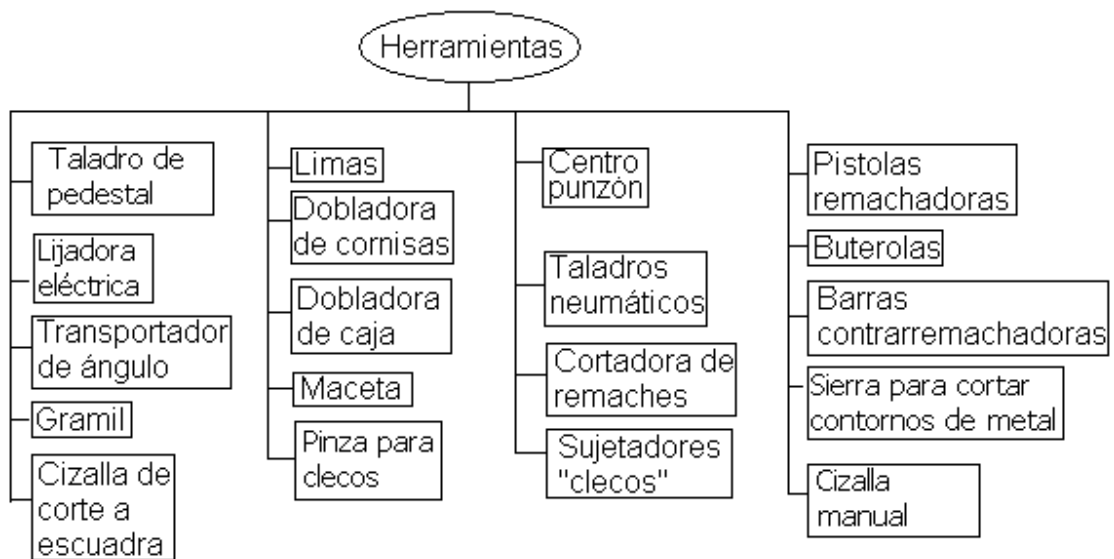 Herramientas
Taladro de
pedestal
Lijadora
eléctrica
Transportador
de ángulo
Gramil
Cizalla de
corte a
escuadra
Limas
Dobladora
de cornisas
Dobladora
de caja
Maceta
Pinza para
clecos
Centro
punzón
Taladros
neumáticos
Cortadora de
remaches
Sujetadores
"clecos"
Pistolas
remachadoras
Buterolas
Barras
contrarremachadoras
Sierra para cortar
contornos de metal
Cizalla
manual